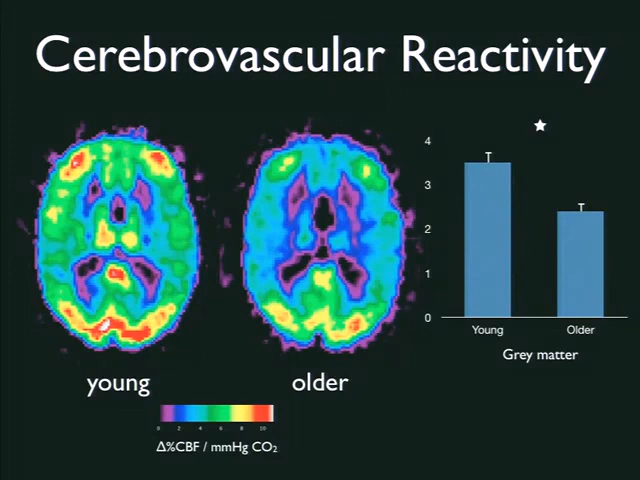 Cerebrovascular Reactivity
4
3
2
1
0
Young Older
Grey matter
young older
0 2 4 6 8 10
Δ%CBF / mmHg CO₂